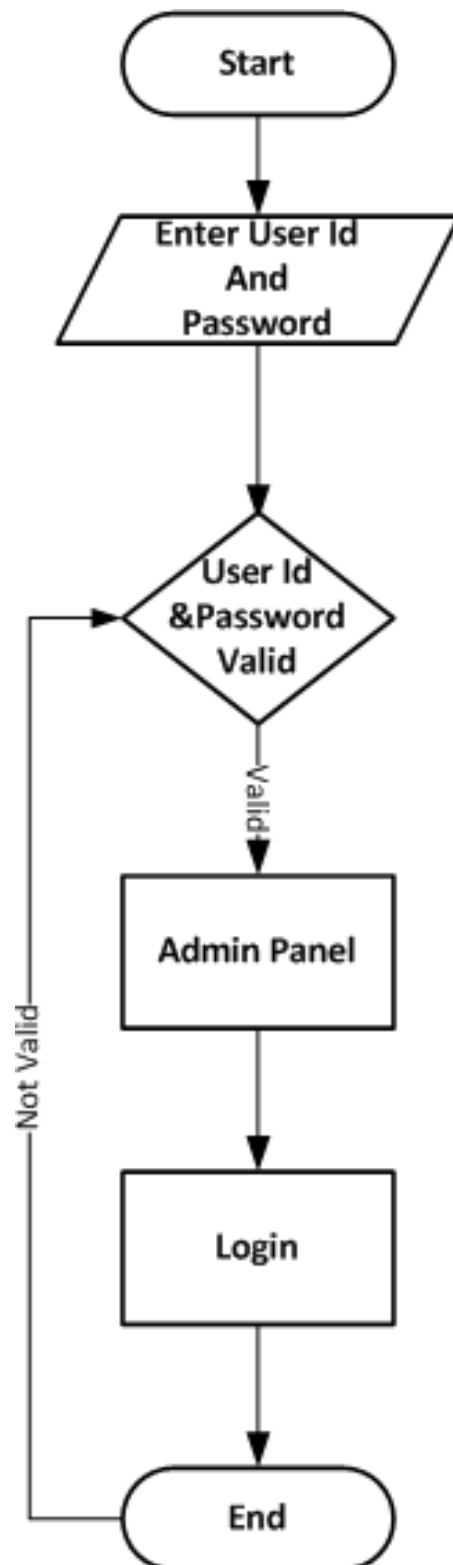 Start
Enter User Id
And
Password
User Id
&Password
Valid
Valid
Admin Panel
Not Valid
Login
End